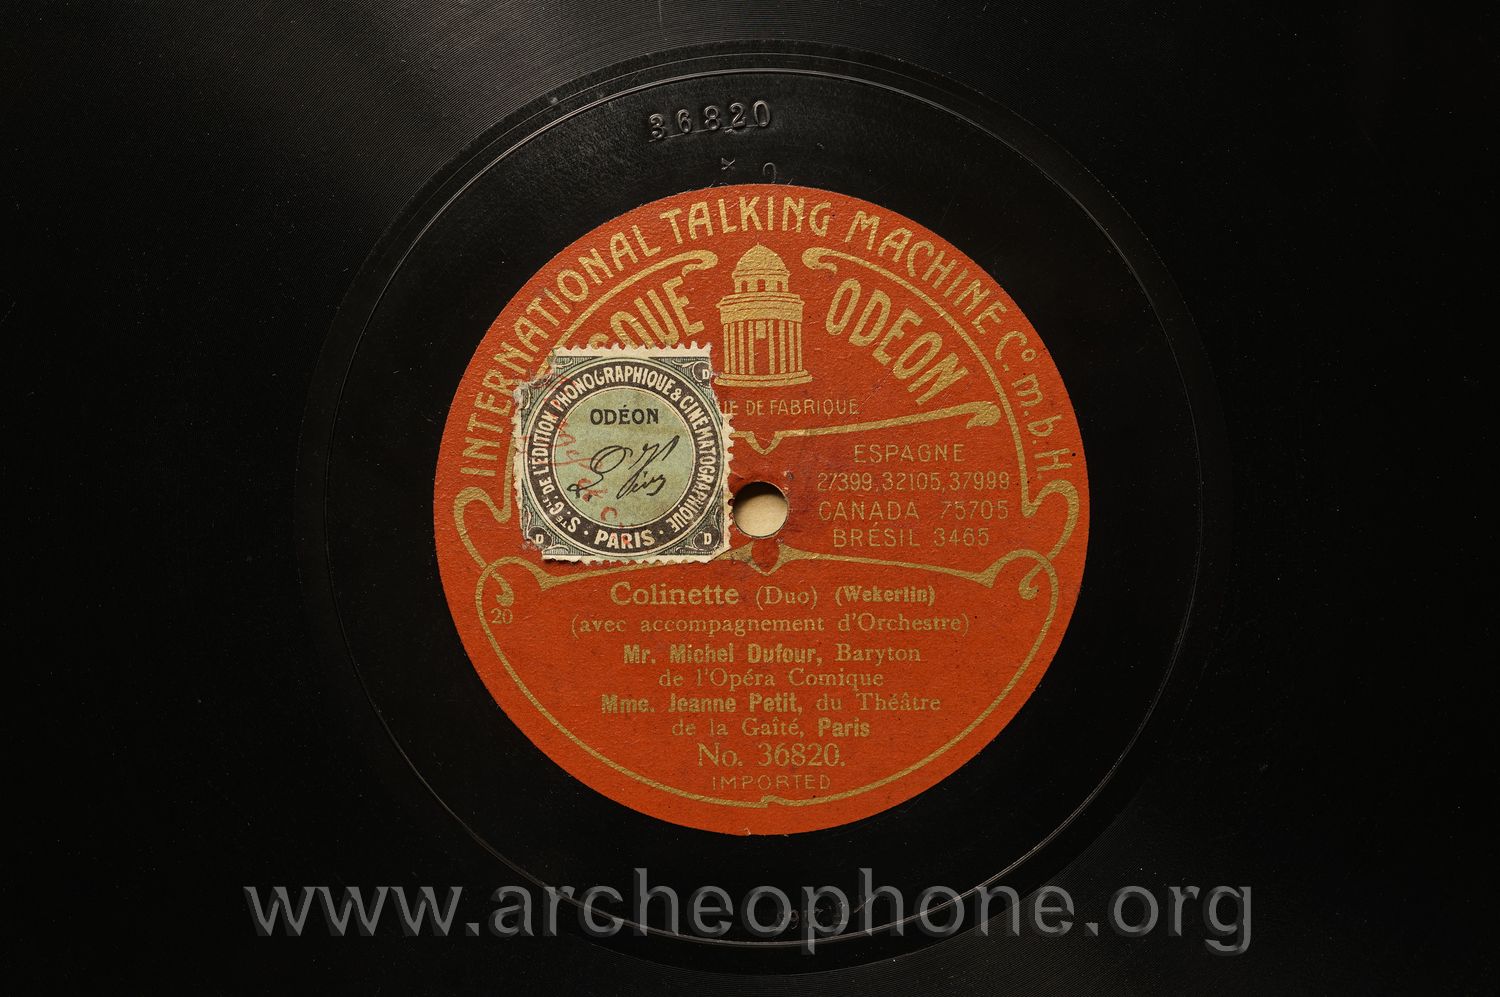 36820
INTERNATIONAL TALKING MACHINE Co. m. b. H.
ODEON
DE FABRIQUE
STE. GLE. DE L'EDITION PHONOGRAPHIQUE & CINEMATOGRAPHIQUE
ODÉON
PARIS
D
D
D
ESPAGNE
27399, 32105, 37999
CANADA 75705
BRÉSIL 3465
Colinette (Duo) (Wekerlin)
20
(avec accompagnement d'Orchestre)
Mr. Michel Dufour, Baryton
de l'Opéra Comique
Mme. Jeanne Petit, du Théâtre
de la Gaîté, Paris
No. 36820.
IMPORTED
www.archeophone.org